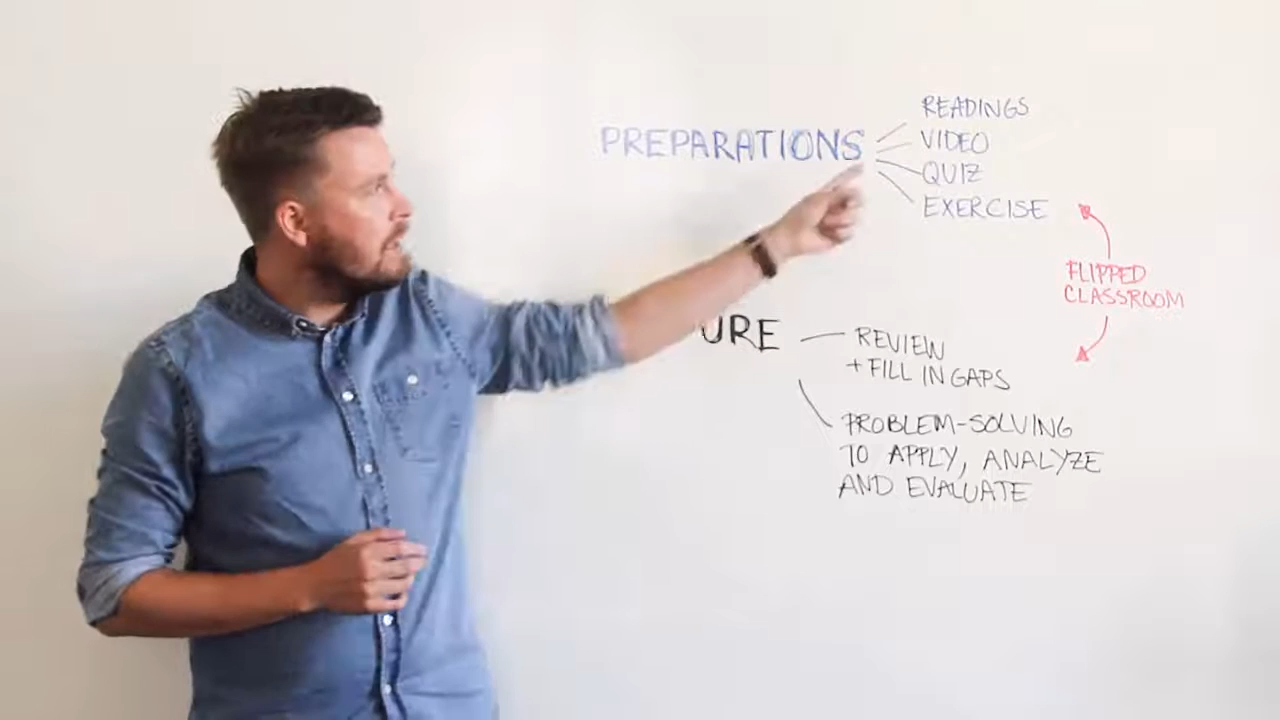 PREPARATIONS
READINGS
VIDEO
QUIZ
EXERCISE
FLIPPED
CLASSROOM
URE
REVIEW
+ FILL IN GAPS
PROBLEM-SOLVING
TO APPLY, ANALYZE
AND EVALUATE